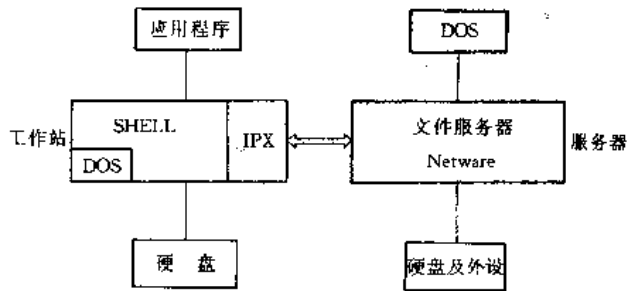 应用程序
DOS
工作站
SHELL
DOS
IPX
文件服务器
Netware
服务器
硬 盘
硬盘及外设